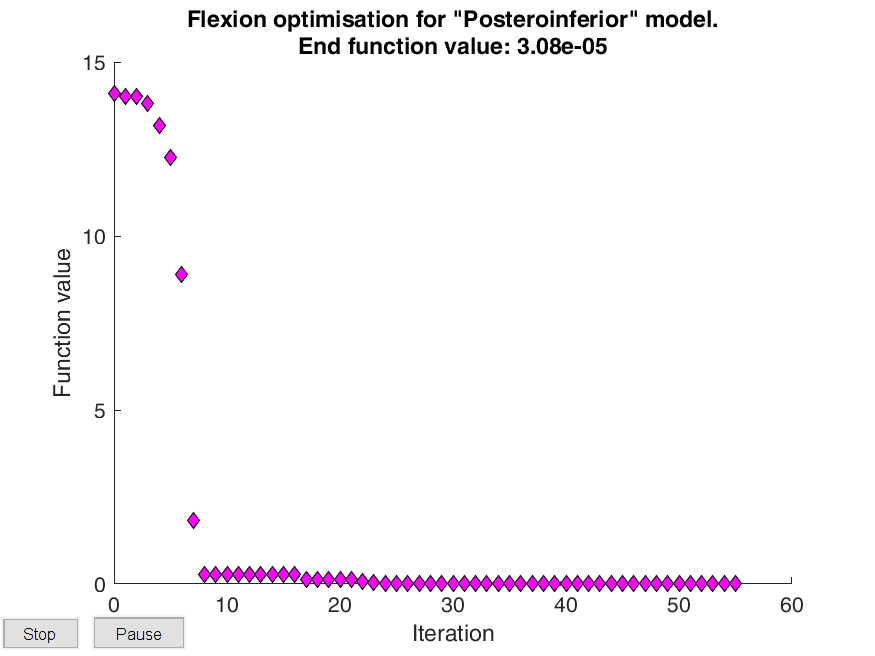 Flexion optimisation for "Posteroinferior" model.
End function value: 3.08e-05
15
10
5
0
Function value
0 10 20 30 40 50 60
Iteration
Stop Pause